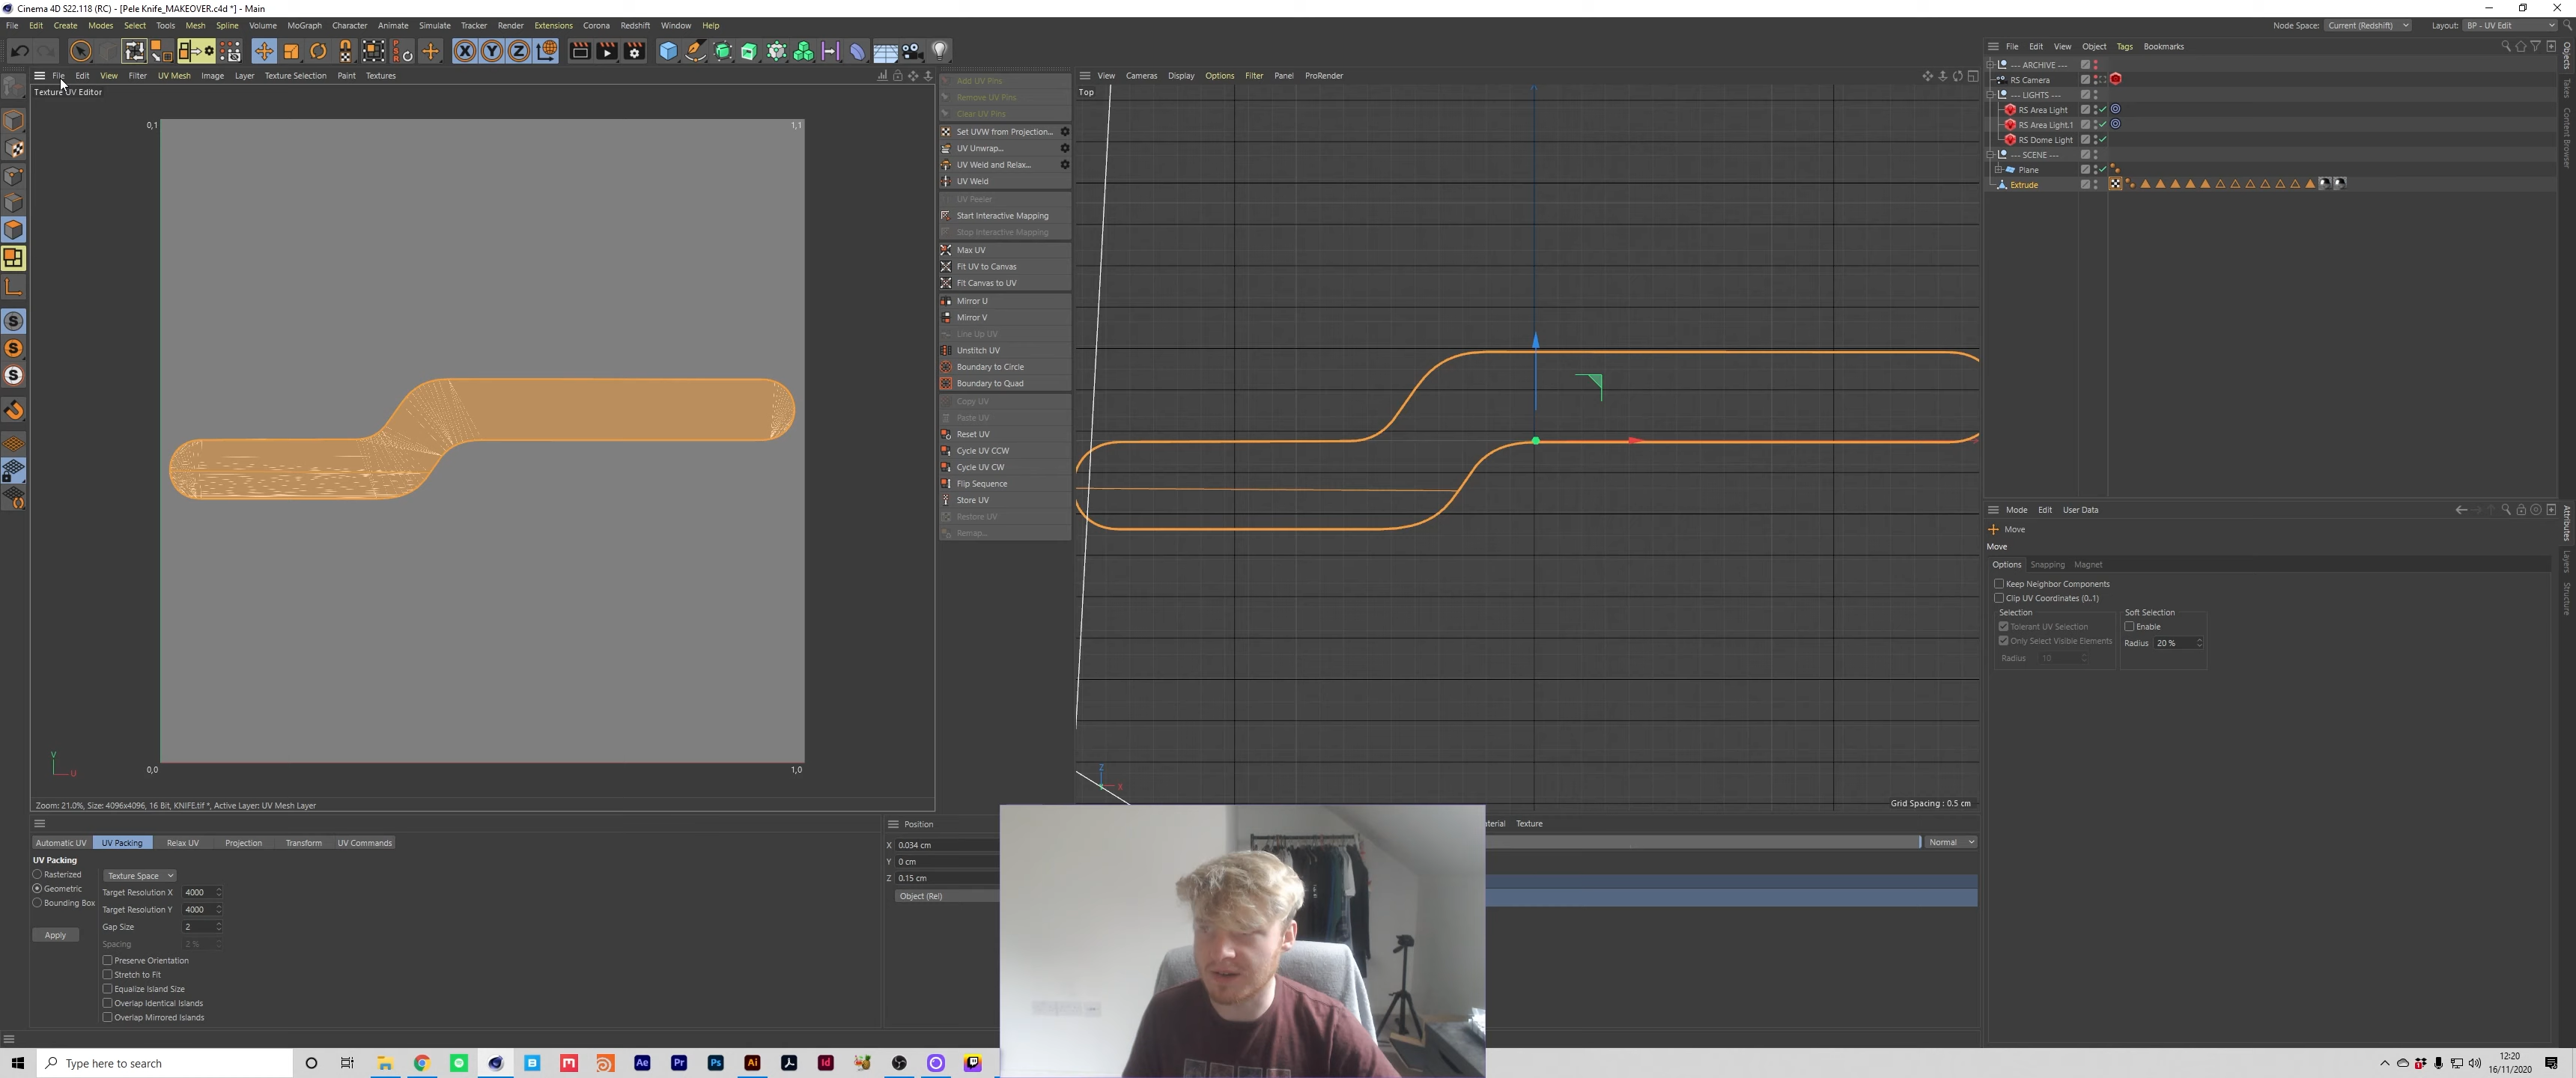 Cinema 4D S22.118 (RC) - [Pele Knife_MAKEOVER.c4d *] - Main
File Edit Create Modes Select Tools Mesh Spline Volume MoGraph Character Animate Simulate Tracker Render Extensions Corona Redshift Window Help
Node Space: Current (Redshift) Layout: BP - UV Edit
File Edit View Filter UV Mesh Image Layer Texture Selection Paint Textures
Texture UV Editor
0,1
1,1
0,0
1,0
V
U
Zoom: 21.0%, Size: 4096x4096, 16 Bit, KNIFE.tif *, Active Layer: UV Mesh Layer
Add UV Pins
Remove UV Pins
Clear UV Pins
Set UVW from Projection...
UV Unwrap...
UV Weld and Relax...
UV Weld
UV Peeler
Start Interactive Mapping
Stop Interactive Mapping
Max UV
Fit UV to Canvas
Fit Canvas to UV
Mirror U
Mirror V
Line Up UV
Unstitch UV
Boundary to Circle
Boundary to Quad
Copy UV
Paste UV
Reset UV
Cycle UV CCW
Cycle UV CW
Flip Sequence
Store UV
Restore UV
Remap...
View Cameras Display Options Filter Panel ProRender
Top
Z
X
Grid Spacing : 0.5 cm
File Edit View Object Tags Bookmarks
--- ARCHIVE ---
RS Camera
--- LIGHTS ---
RS Area Light
RS Area Light.1
RS Dome Light
--- SCENE ---
Plane
Extrude
Objects
Takes
Content Browser
Attributes
Layers
Structure
Mode Edit User Data
Move
Move
Options Snapping Magnet
Keep Neighbor Components
Clip UV Coordinates (0..1)
Selection
Tolerant UV Selection
Only Select Visible Elements
Radius 10
Soft Selection
Enable
Radius 20 %
Automatic UV UV Packing Relax UV Projection Transform UV Commands
UV Packing
Rasterized
Geometric
Bounding Box
Apply
Texture Space
Target Resolution X 4000
Target Resolution Y 4000
Gap Size 2
Spacing 2 %
Preserve Orientation
Stretch to Fit
Equalize Island Size
Overlap Identical Islands
Overlap Mirrored Islands
Position
X 0.034 cm
Y 0 cm
Z 0.15 cm
Object (Rel)
aterial Texture
Normal
Type here to search
12:20
16/11/2020